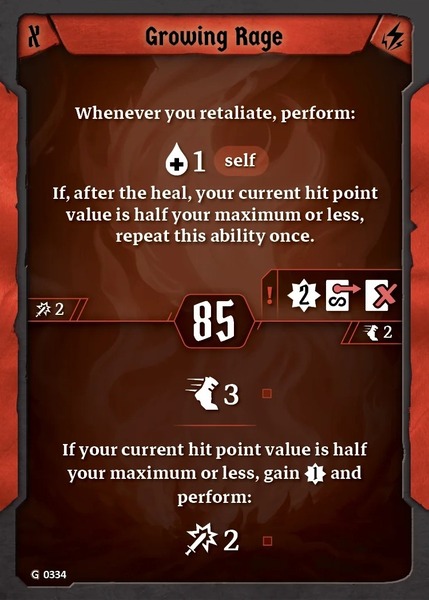 X
Growing Rage
Whenever you retaliate, perform:
1 self
If, after the heal, your current hit point
value is half your maximum or less,
repeat this ability once.
! 2
2
85
2
3
If your current hit point value is half
your maximum or less, gain 1 and
perform:
2
G 0334